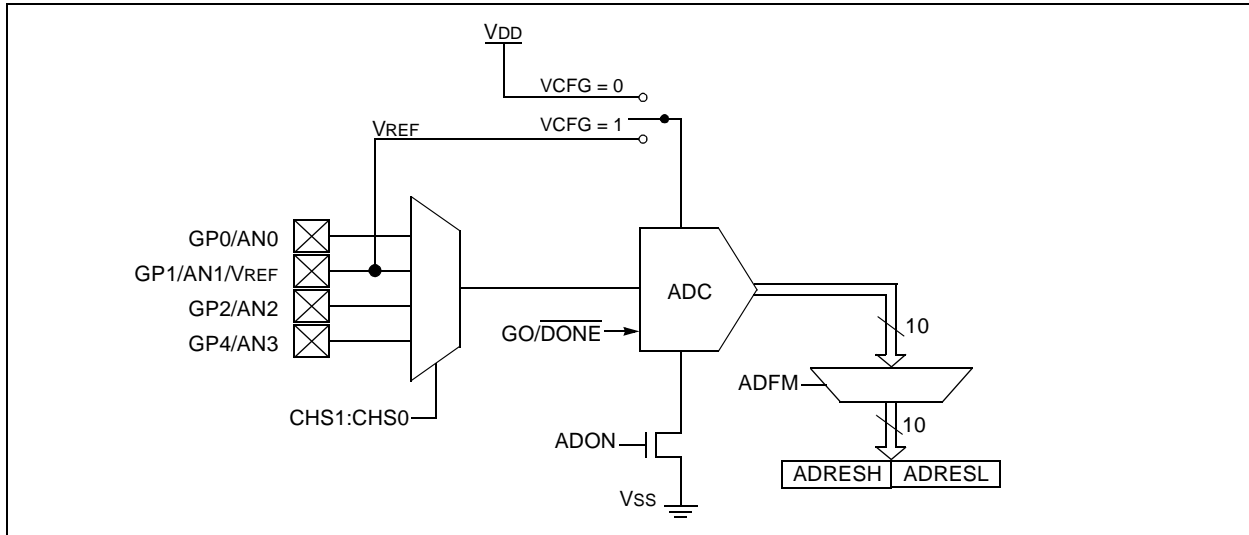 VDD
VCFG = 0
VREF
VCFG = 1
GP0/AN0
GP1/AN1/VREF
GP2/AN2
GP4/AN3
ADC
GO/DONE
10
ADFM
CHS1:CHS0
10
ADON
ADRESH ADRESL
VSS